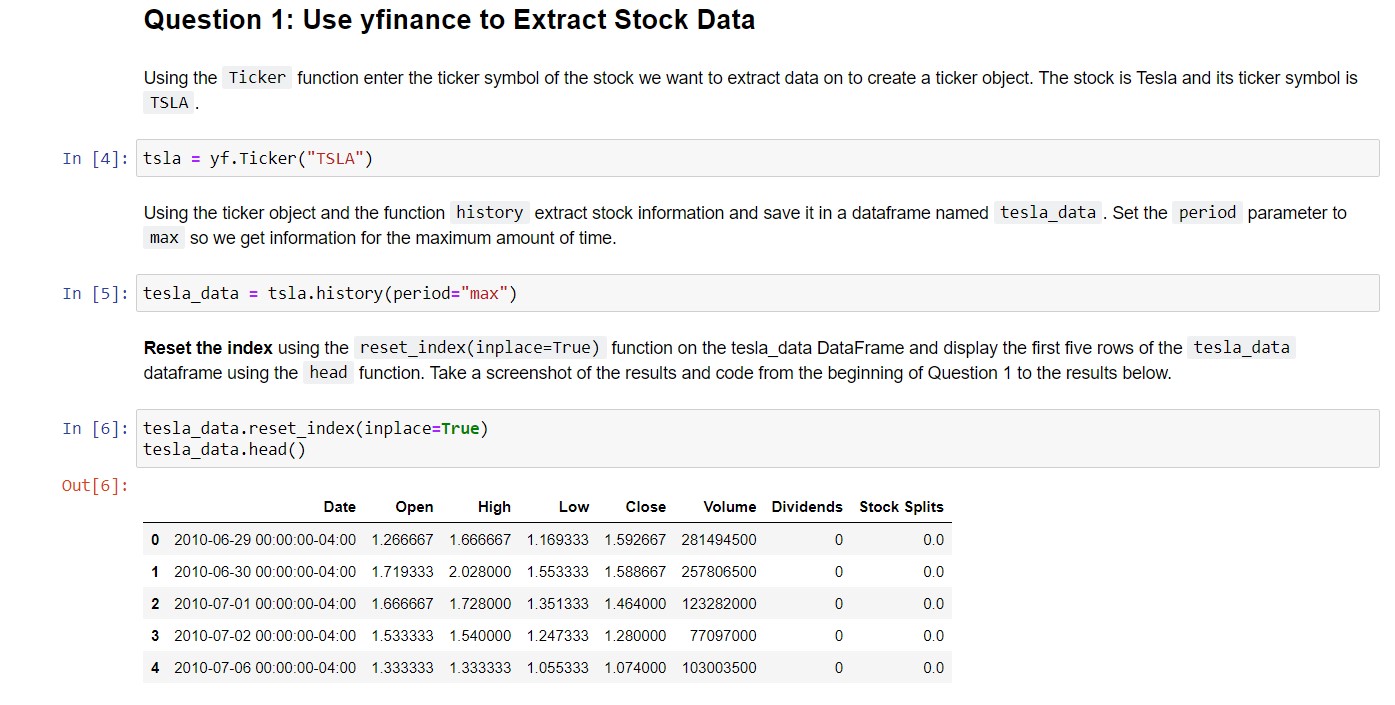 Question 1: Use yfinance to Extract Stock Data
Using the Ticker function enter the ticker symbol of the stock we want to extract data on to create a ticker object. The stock is Tesla and its ticker symbol is
TSLA .
In [4]: tsla = yf.Ticker("TSLA")
Using the ticker object and the function history extract stock information and save it in a dataframe named tesla_data . Set the period parameter to
max so we get information for the maximum amount of time.
In [5]: tesla_data = tsla.history(period="max")
Reset the index using the reset_index(inplace=True) function on the tesla_data DataFrame and display the first five rows of the tesla_data
dataframe using the head function. Take a screenshot of the results and code from the beginning of Question 1 to the results below.
In [6]: tesla_data.reset_index(inplace=True)
tesla_data.head()
Out[6]:
Date Open High Low Close Volume Dividends Stock Splits
0 2010-06-29 00:00:00-04:00 1.266667 1.666667 1.169333 1.592667 281494500 0 0.0
1 2010-06-30 00:00:00-04:00 1.719333 2.028000 1.553333 1.588667 257806500 0 0.0
2 2010-07-01 00:00:00-04:00 1.666667 1.728000 1.351333 1.464000 123282000 0 0.0
3 2010-07-02 00:00:00-04:00 1.533333 1.540000 1.247333 1.280000 77097000 0 0.0
4 2010-07-06 00:00:00-04:00 1.333333 1.333333 1.055333 1.074000 103003500 0 0.0